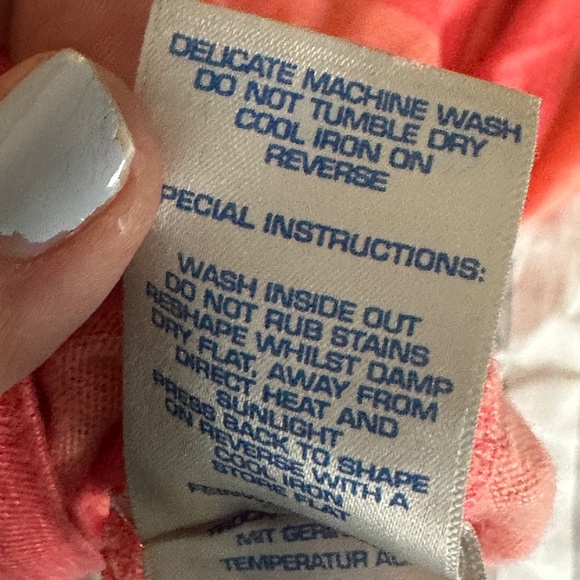 DELICATE MACHINE WASH
DO NOT TUMBLE DRY
COOL IRON ON
REVERSE
PECIAL INSTRUCTIONS:
WASH INSIDE OUT
DO NOT RUB STAINS
RESHAPE WHILST DAMP
DRY FLAT, AWAY FROM
DIRECT HEAT AND
SUNLIGHT
PRESS BACK TO SHAPE
ON REVERSE WITH A
COOL IRON
STORE FLAT
MIT
TEMPERATUR